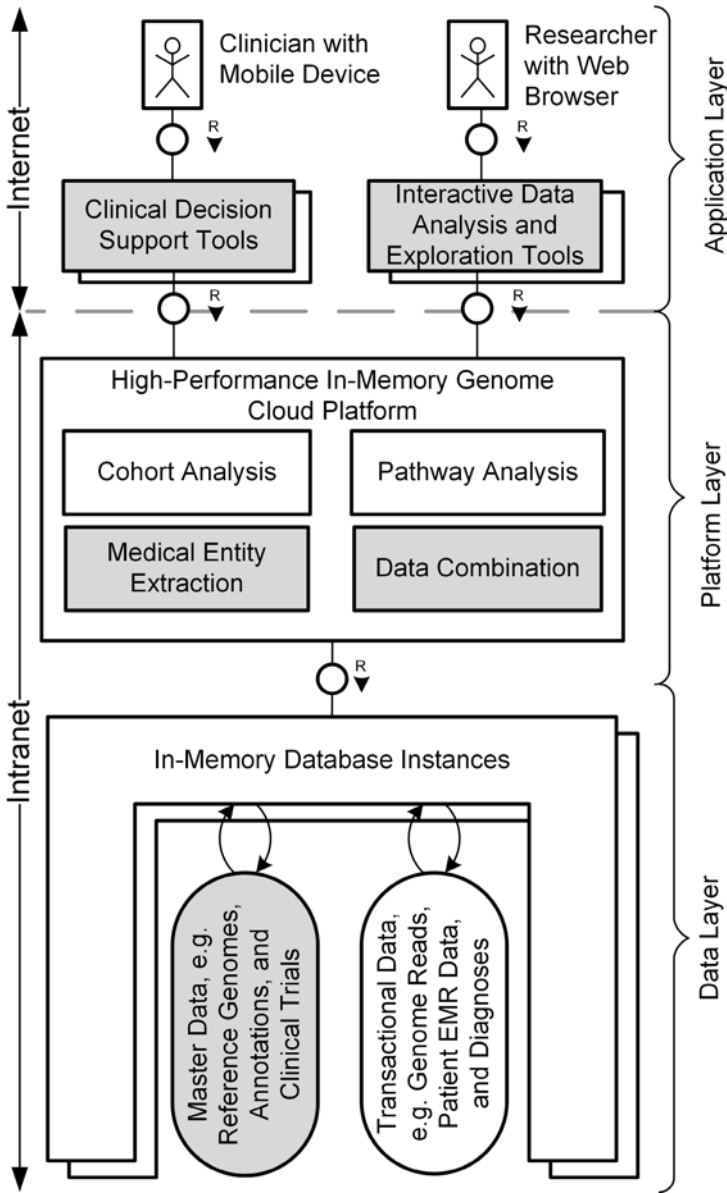 Clinician with
Mobile Device
Researcher
with Web
Browser
R
R
Internet
Application Layer
Clinical Decision
Support Tools
Interactive Data
Analysis and
Exploration Tools
R
R
High-Performance In-Memory Genome
Cloud Platform
Cohort Analysis
Pathway Analysis
Medical Entity
Extraction
Data Combination
Platform Layer
R
Intranet
In-Memory Database Instances
Master Data, e.g.
Reference Genomes,
Annotations, and
Clinical Trials
Transactional Data,
e.g. Genome Reads,
Patient EMR Data,
and Diagnoses
Data Layer